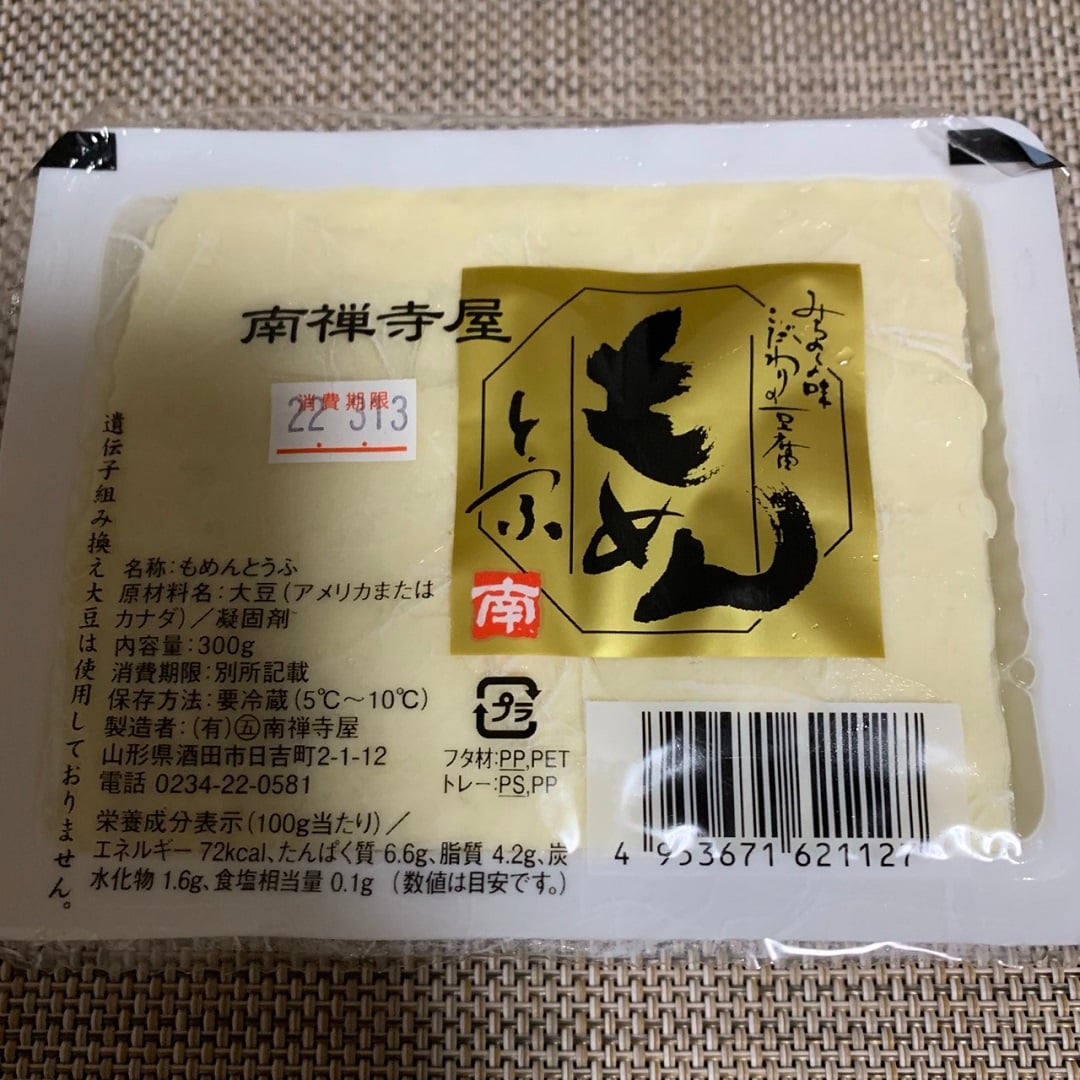 南禅寺屋
みちのくの味
こだわりの豆腐
もめん
とうふ
南
消費期限
22 313
遺伝子組み換え大豆は使用しておりません。
名称:もめんとうふ
原材料名:大豆(アメリカまたは
カナダ)/凝固剤
内容量:300g
消費期限:別所記載
保存方法:要冷蔵(5℃~10℃)
製造者:(有)㊄南禅寺屋
山形県酒田市日吉町2-1-12
電話 0234-22-0581
プラ
フタ材:PP,PET
トレー:PS,PP
栄養成分表示(100g当たり)/
エネルギー 72kcal、たんぱく質 6.6g、脂質 4.2g、炭
水化物 1.6g、食塩相当量 0.1g (数値は目安です。)
4 953671 621127